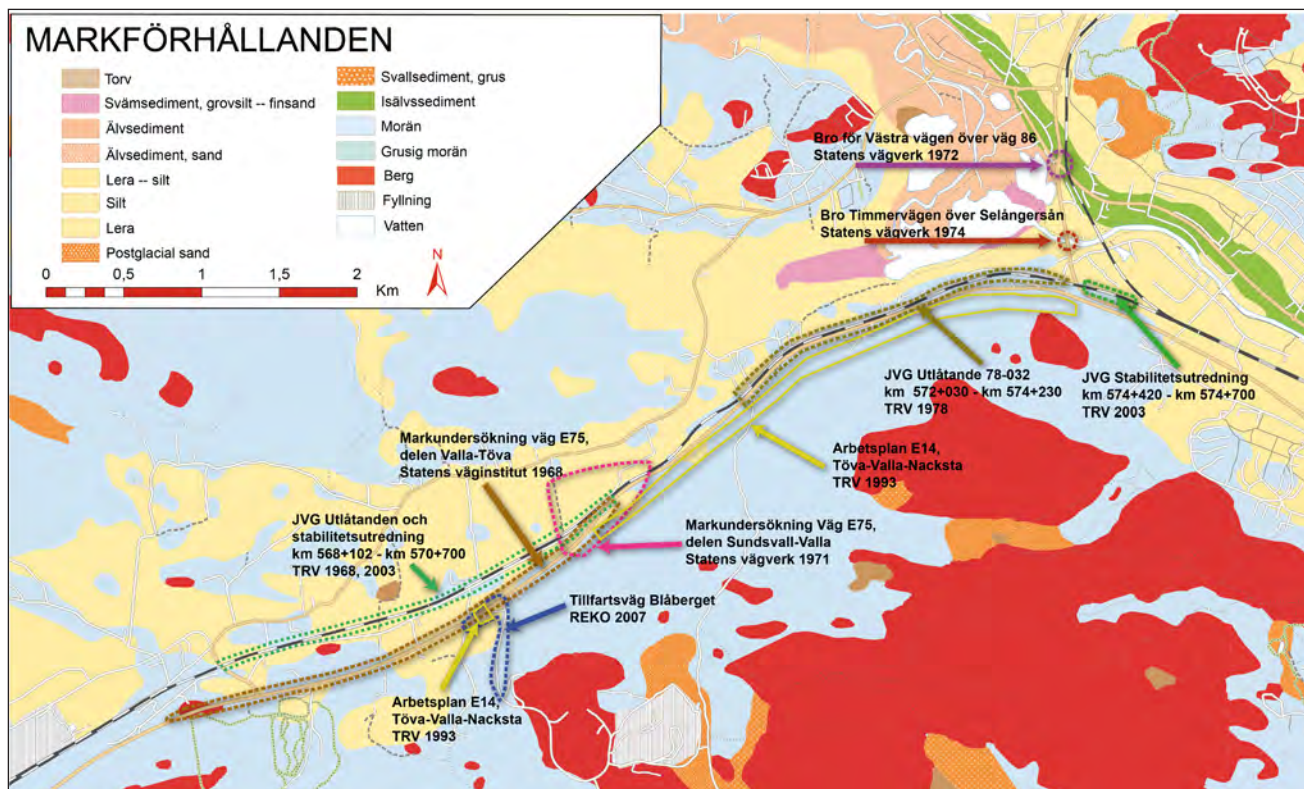 MARKFÖRHÅLLANDEN
Torv
Svämsediment, grovsilt -- finsand
Älvsediment
Älvsediment, sand
Lera -- silt
Silt
Lera
Postglacial sand
Svallsediment, grus
Isälvssediment
Morän
Grusig morän
Berg
Fyllning
Vatten
N
0 0,5 1 1,5 2
Km
Bro för Västra vägen över väg 86
Statens vägverk 1972
Bro Timmervägen över Selångersån
Statens vägverk 1974
JVG Utlåtande 78-032
km 572+030 - km 574+230
TRV 1978
JVG Stabilitetsutredning
km 574+420 - km 574+700
TRV 2003
Arbetsplan E14,
Töva-Valla-Nacksta
TRV 1993
Markundersökning väg E75,
delen Valla-Töva
Statens väginstitut 1968
JVG Utlåtanden och
stabilitetsutredning
km 568+102 - km 570+700
TRV 1968, 2003
Markundersökning Väg E75,
delen Sundsvall-Valla
Statens vägverk 1971
Tillfartsväg Blåberget
REKO 2007
Arbetsplan E14,
Töva-Valla-Nacksta
TRV 1993